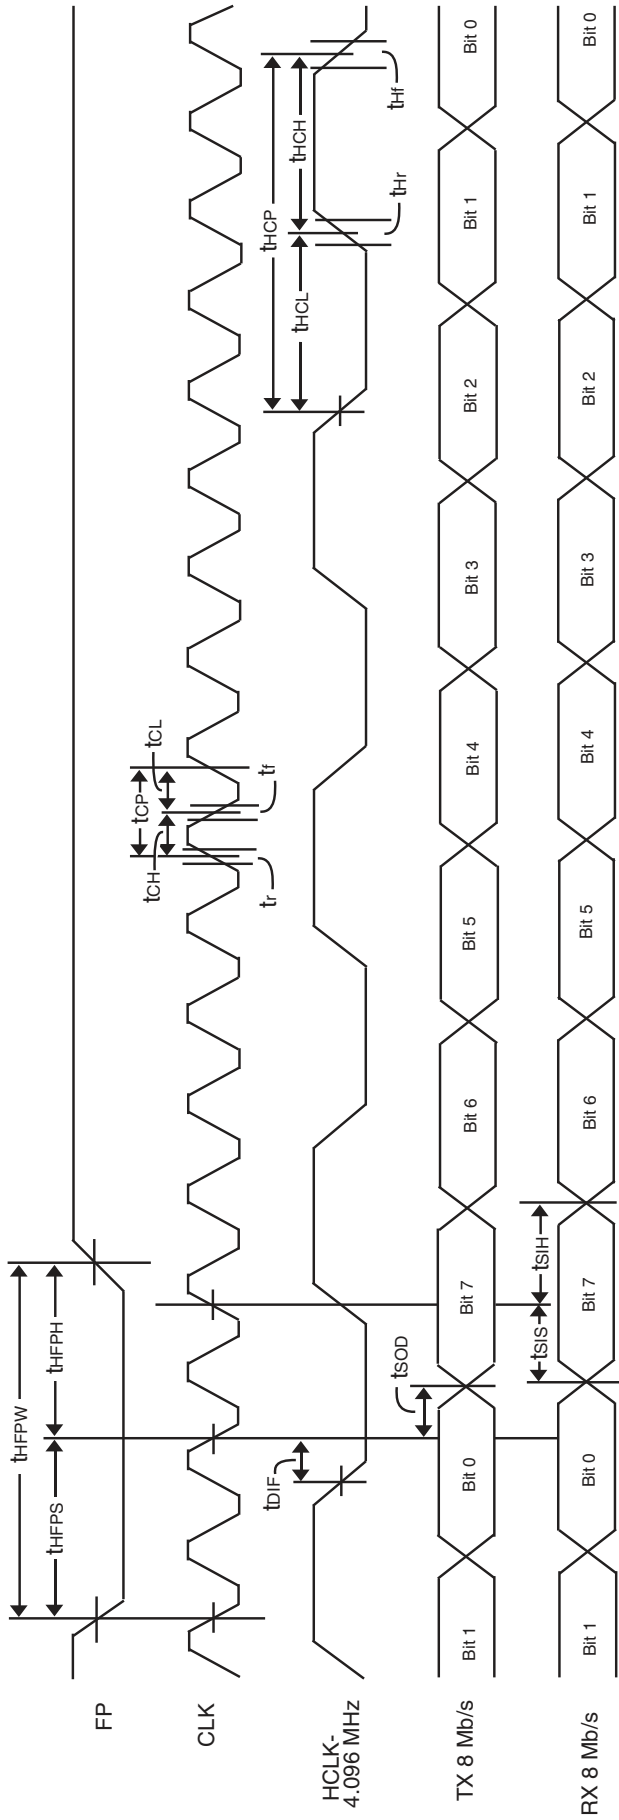 FP
tHFPW
tHFPS
tHFPH
CLK
tCH
tCP
tCL
tr
tf
HCLK-
4.096 MHz
tDIF
tHCP
tHCL
tHCH
tHr
tHf
TX 8 Mb/s
tSOD
Bit 1
Bit 0
Bit 7
Bit 6
Bit 5
Bit 4
Bit 3
Bit 2
Bit 1
Bit 0
RX 8 Mb/s
tSIS
tSIH
Bit 1
Bit 0
Bit 7
Bit 6
Bit 5
Bit 4
Bit 3
Bit 2
Bit 1
Bit 0